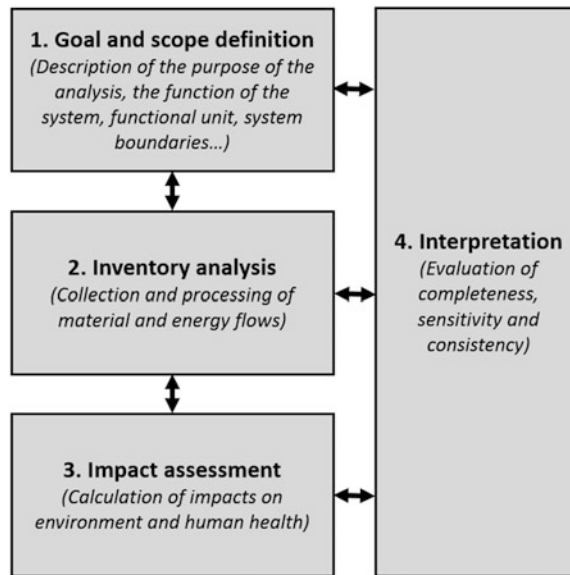 1. Goal and scope definition
(Description of the purpose of the
analysis, the function of the
system, functional unit, system
boundaries…)
2. Inventory analysis
(Collection and processing of
material and energy flows)
3. Impact assessment
(Calculation of impacts on
environment and human health)
4. Interpretation
(Evaluation of
completeness,
sensitivity and
consistency)